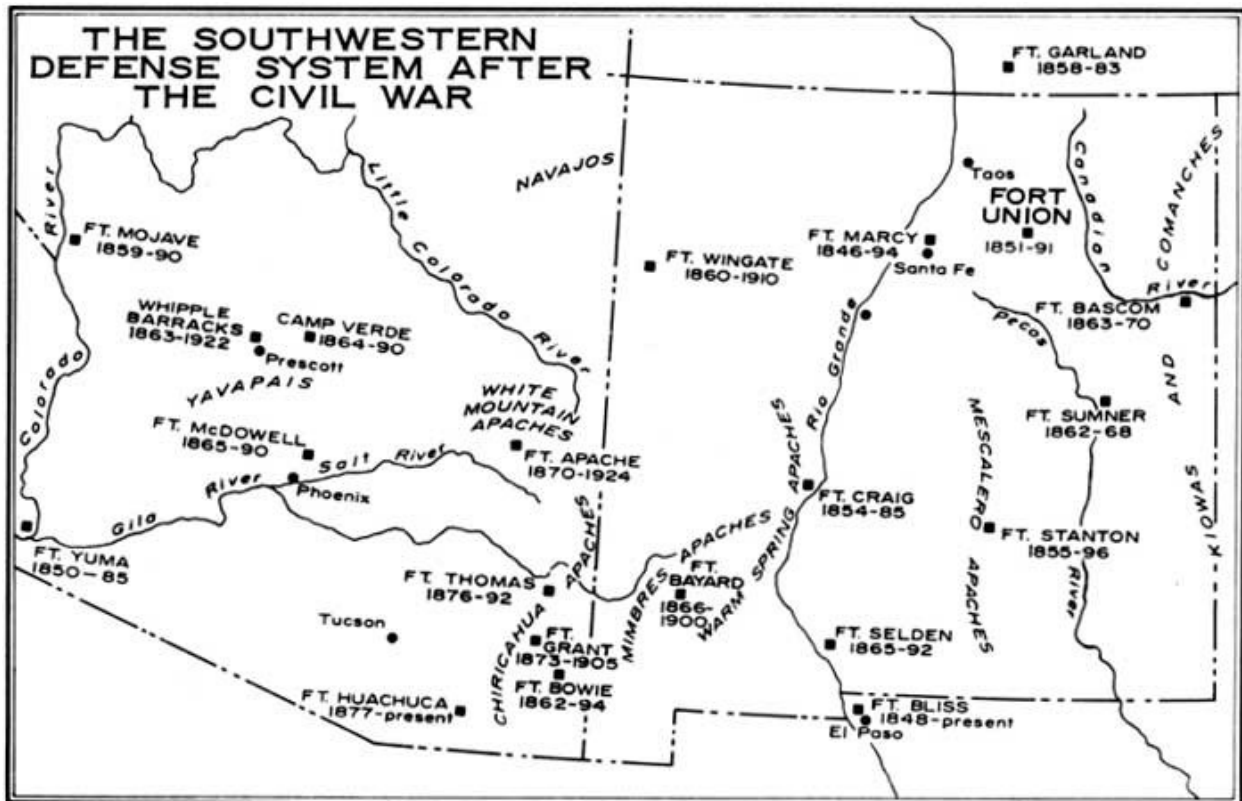 THE SOUTHWESTERN
DEFENSE SYSTEM AFTER
THE CIVIL WAR
FT. GARLAND
1858-83
NAVAJOS
Little Colorado River
Colorado River
FT. MOJAVE
1859-90
WHIPPLE
BARRACKS
1863-1922
Prescott
CAMP VERDE
1864-90
YAVAPAIS
FT. McDOWELL
1865-90
Phoenix
Salt River
Gila River
WHITE
MOUNTAIN
APACHES
FT. APACHE
1870-1924
FT. YUMA
1850-85
FT. THOMAS
1876-92
Tucson
CHIRICAHUA APACHES
FT.
GRANT
1873-1905
FT. BOWIE
1862-94
FT. HUACHUCA
1877-present
FT. WINGATE
1860-1910
Taos
FORT
UNION
1851-91
FT. MARCY
1846-94
Santa Fe
Canadian River
COMANCHES AND KIOWAS
FT. BASCOM
1863-70
Pecos River
Rio Grande
FT. SUMNER
1862-68
MESCALERO APACHES
WARM SPRING APACHES
FT. CRAIG
1854-85
FT. STANTON
1855-96
MIMBRES APACHES
FT.
BAYARD
1866-
1900
FT. SELDEN
1865-92
FT. BLISS
1848-present
El Paso